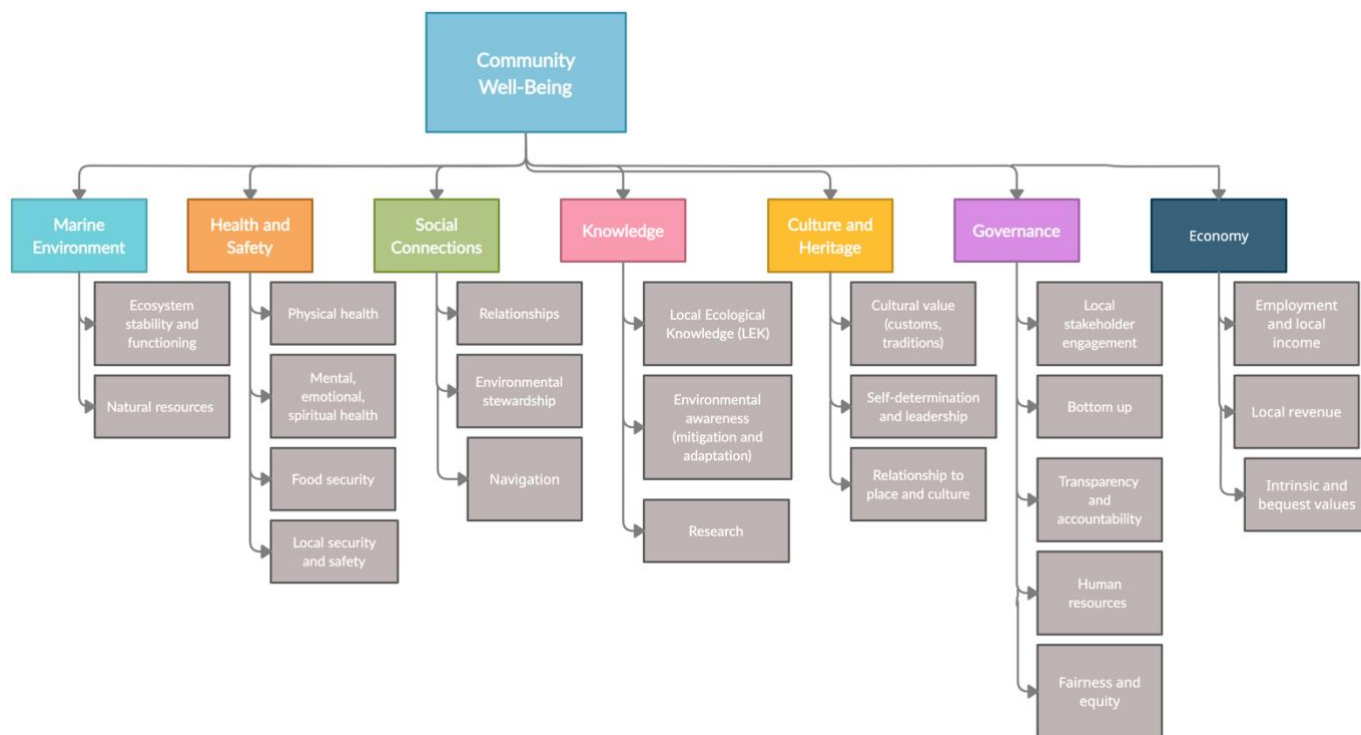 Community
Well-Being
Marine
Environment
Health and
Safety
Social
Connections
Knowledge
Culture and
Heritage
Governance
Economy
Ecosystem
stability and
functioning
Natural resources
Physical health
Mental,
emotional,
spiritual health
Food security
Local security
and safety
Relationships
Environmental
stewardship
Navigation
Local Ecological
Knowledge (LEK)
Environmental
awareness
(mitigation and
adaptation)
Research
Cultural value
(customs,
traditions)
Self-determination
and leadership
Relationship to
place and culture
Local
stakeholder
engagement
Bottom up
Transparency
and
accountability
Human
resources
Fairness and
equity
Employment
and local
income
Local revenue
Intrinsic and
bequest values